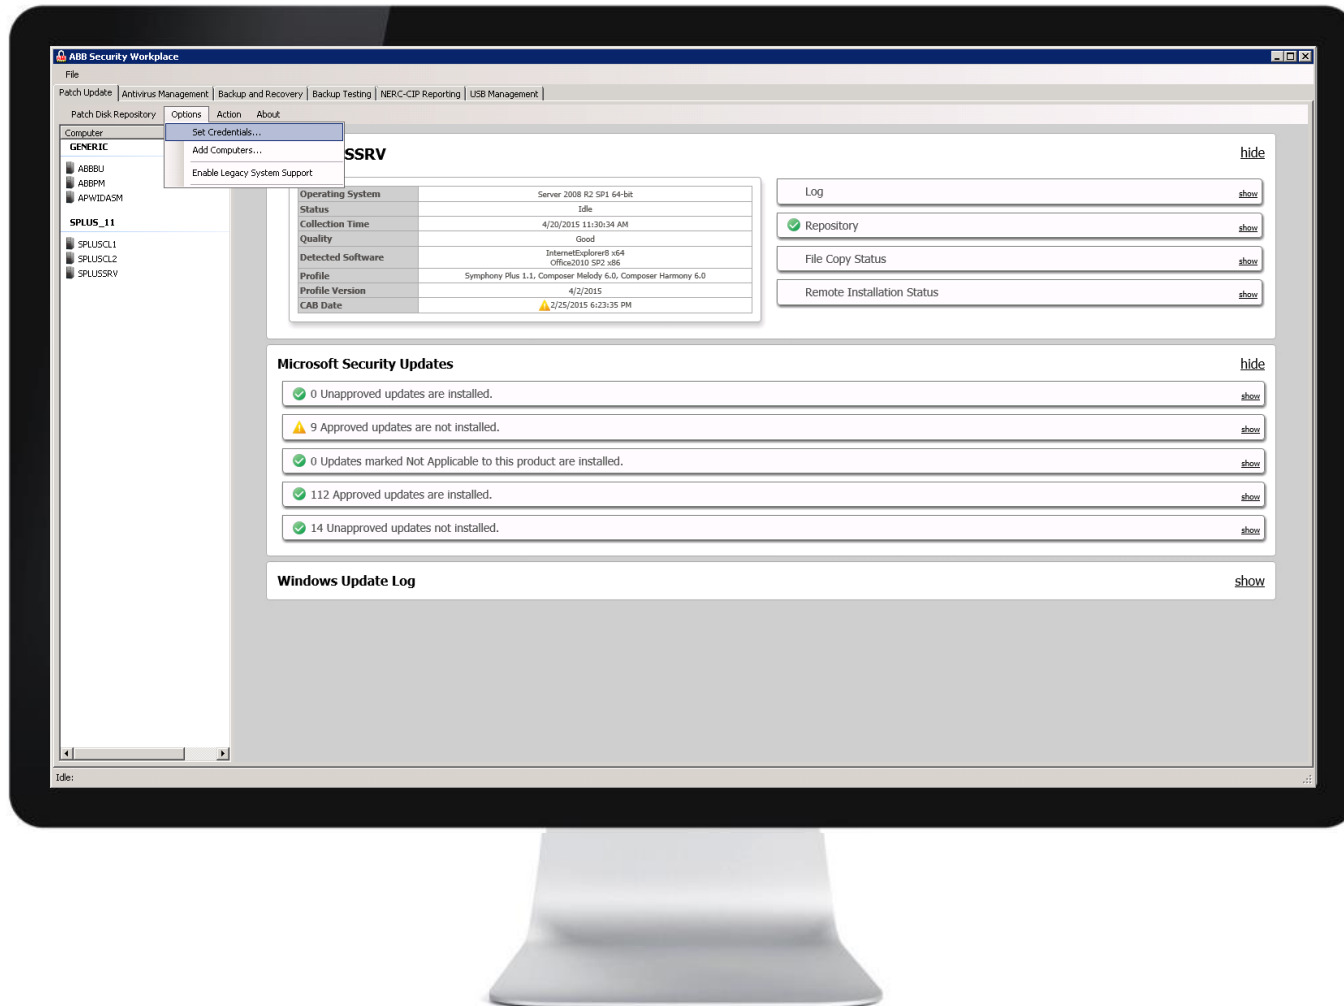 ABB Security Workplace
File
Patch Update Antivirus Management Backup and Recovery Backup Testing NERC-CIP Reporting USB Management
Patch Disk Repository Options Action About
Set Credentials...
Add Computers...
Enable Legacy System Support
Computer
GENERIC
ABBBU
ABBPM
APWIDASM
SPLUS_11
SPLUSCL1
SPLUSCL2
SPLUSSRV
SSRV hide
Operating System Server 2008 R2 SP1 64-bit
Status Idle
Collection Time 4/20/2015 11:30:34 AM
Quality Good
Detected Software InternetExplorer8 x64
Office2010 SP2 x86
Profile Symphony Plus 1.1, Composer Melody 6.0, Composer Harmony 6.0
Profile Version 4/2/2015
CAB Date 2/25/2015 6:23:35 PM
Log show
Repository show
File Copy Status show
Remote Installation Status show
Microsoft Security Updates hide
0 Unapproved updates are installed. show
9 Approved updates are not installed. show
0 Updates marked Not Applicable to this product are installed. show
112 Approved updates are installed. show
14 Unapproved updates not installed. show
Windows Update Log show
Idle: